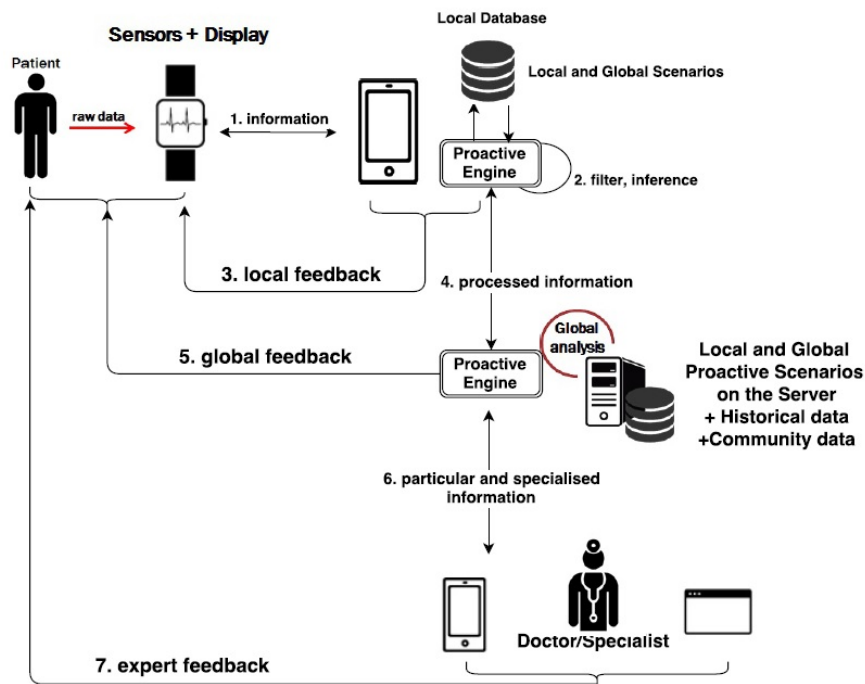 Local Database
Sensors + Display
Patient
Local and Global Scenarios
raw data
1. information
Proactive
Engine
2. filter, inference
3. local feedback
4. processed information
Global
analysis
5. global feedback
Proactive
Engine
Local and Global
Proactive Scenarios
on the Server
+ Historical data
+Community data
6. particular and specialised
information
Doctor/Specialist
7. expert feedback